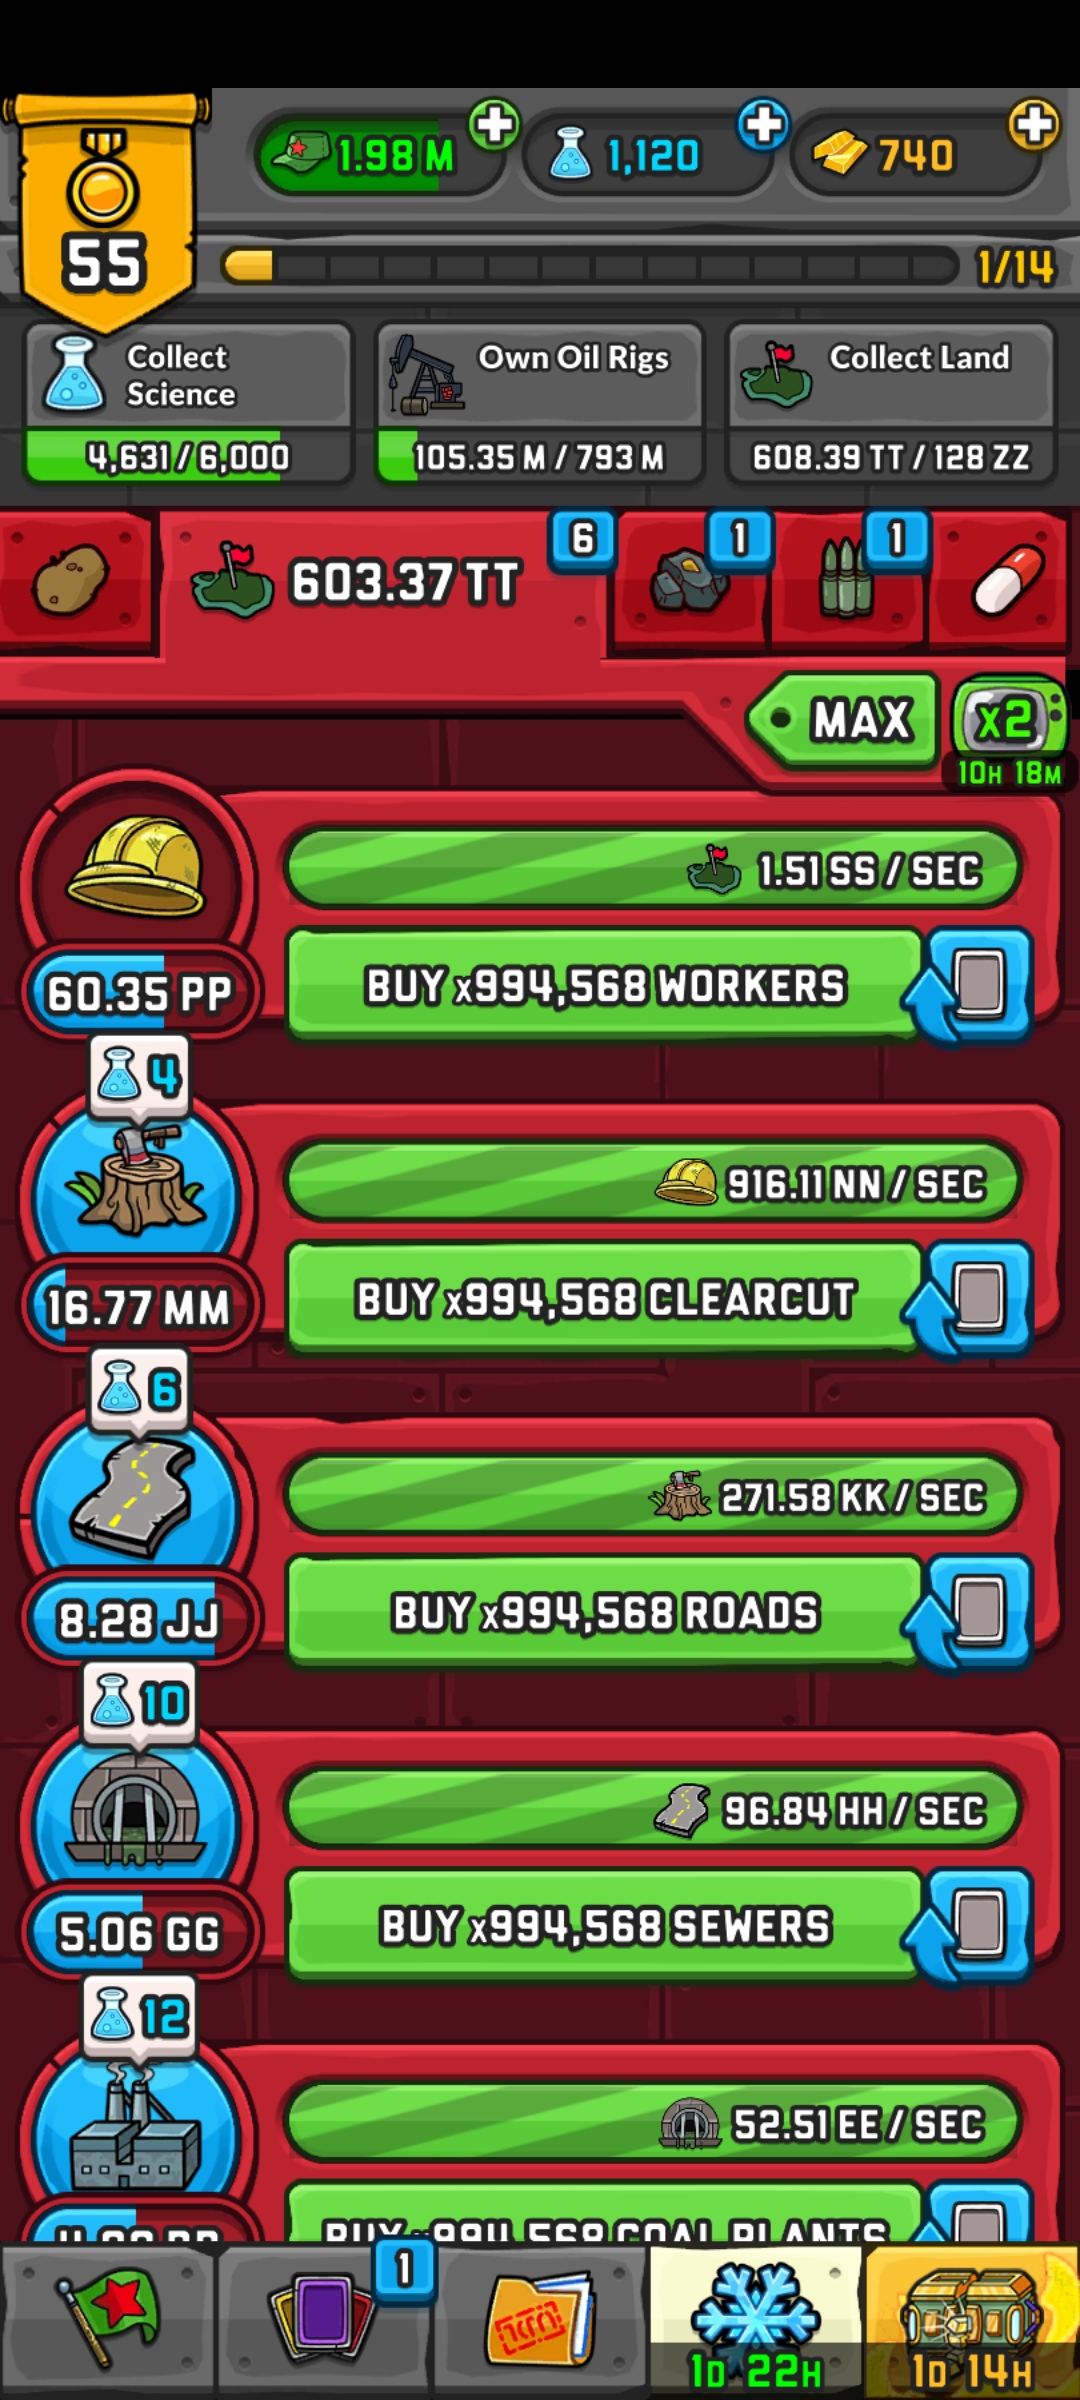 1.98 M
1,120
740
55
1/14
Collect
Science
4,631 / 6,000
Own Oil Rigs
105.35 M / 793 M
Collect Land
608.39 TT / 128 ZZ
603.37 TT
6
1
1
MAX
x2
10H 18M
1.51 SS / SEC
BUY x994,568 WORKERS
60.35 PP
4
916.11 NN / SEC
BUY x994,568 CLEARCUT
16.77 MM
6
271.58 KK / SEC
BUY x994,568 ROADS
8.28 JJ
10
96.84 HH / SEC
BUY x994,568 SEWERS
5.06 GG
12
52.51 EE / SEC
BUY x994,568 COAL PLANTS
1
1D 22H
1D 14H